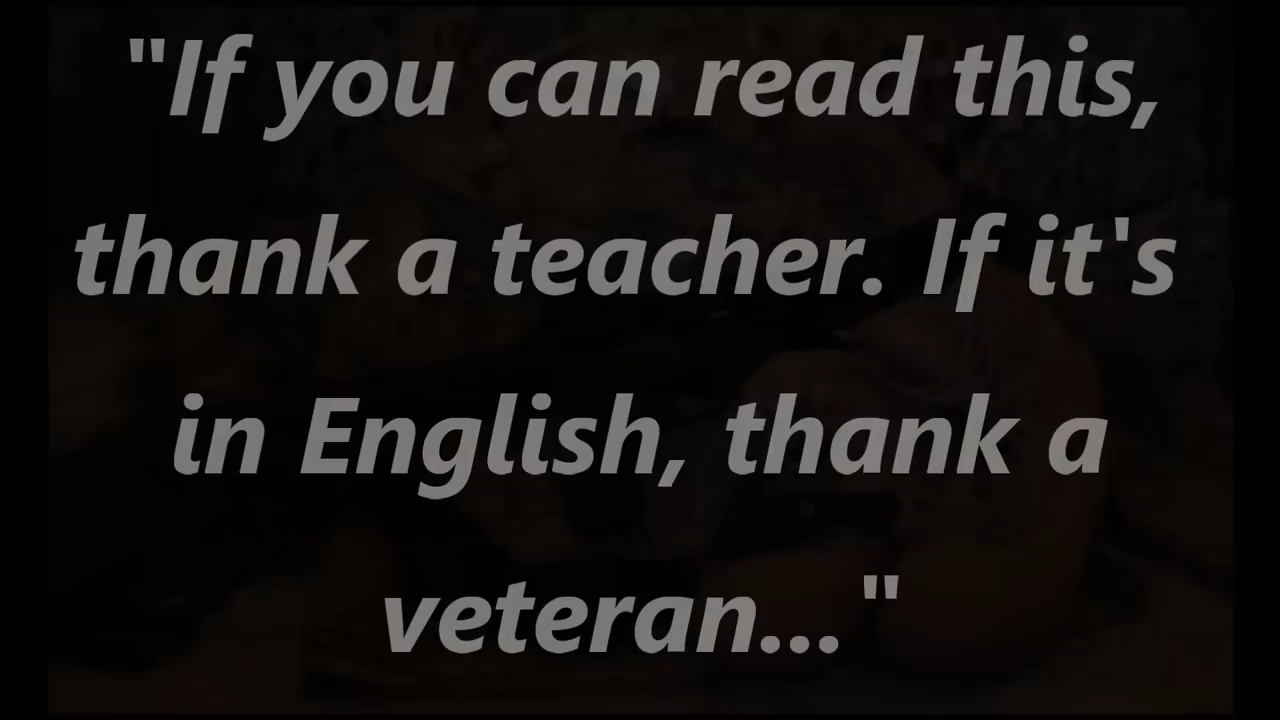 "If you can read this,
thank a teacher. If it's
in English, thank a
veteran... "